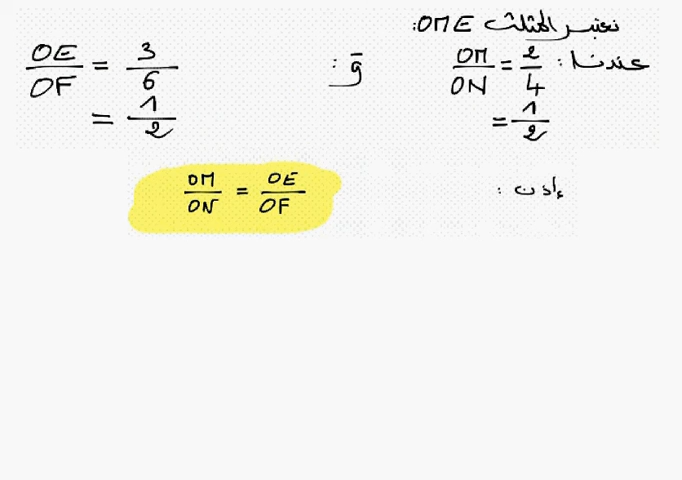 نعتبر المثلث OME:
عندنا: OM/ON = 2/4 و: OE/OF = 3/6
= 1/2 = 1/2
إذن: OM/ON = OE/OF